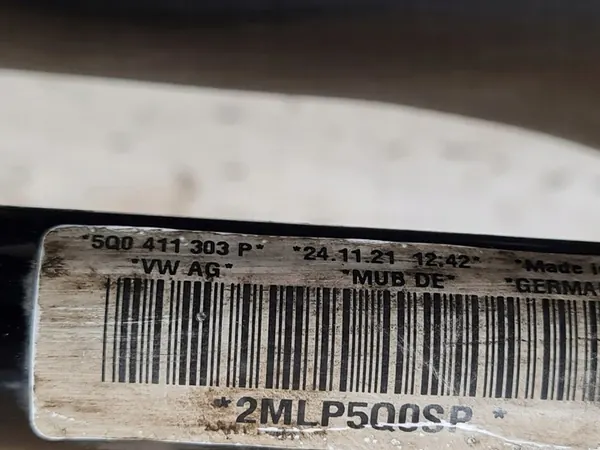 *5Q0 411 303 P* *24.11.21 12:42* *Made i
*VW AG* *MUB DE* *GERMA
*2MLP5Q0SP *